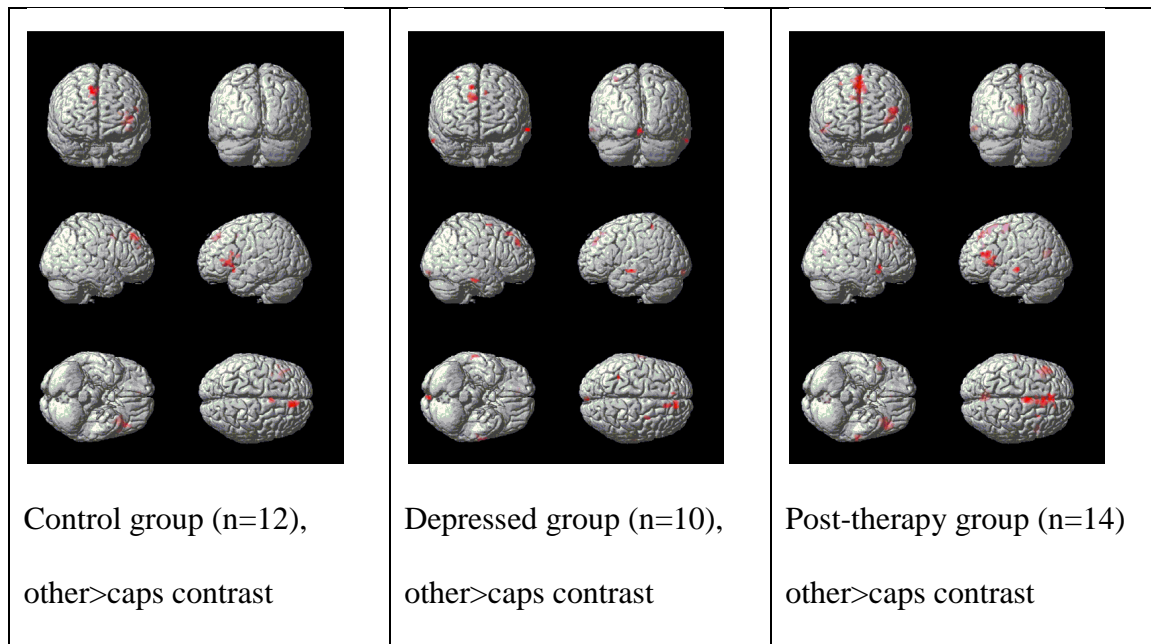 Control group (n=12),
other>caps contrast
Depressed group (n=10),
other>caps contrast
Post-therapy group (n=14)
other>caps contrast